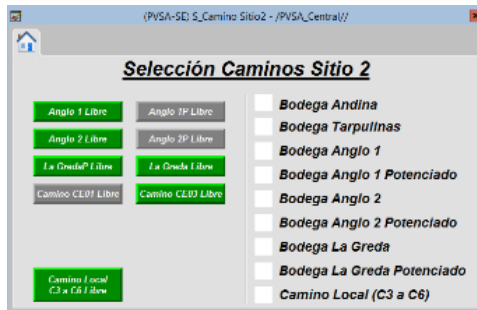 (PVSA-SE) S_Camino Sitio2 - /PVSA_Central//
Selección Caminos Sitio 2
Anglo 1 Libre
Anglo 1P Libre
Anglo 2 Libre
Anglo 2P Libre
La GredaP Libre
La Greda Libre
Camino CE01 Libre
Camino CE03 Libre
Camino Local
C3 a C6 Libre
Bodega Andina
Bodega Tarpulinas
Bodega Anglo 1
Bodega Anglo 1 Potenciado
Bodega Anglo 2
Bodega Anglo 2 Potenciado
Bodega La Greda
Bodega La Greda Potenciado
Camino Local (C3 a C6)